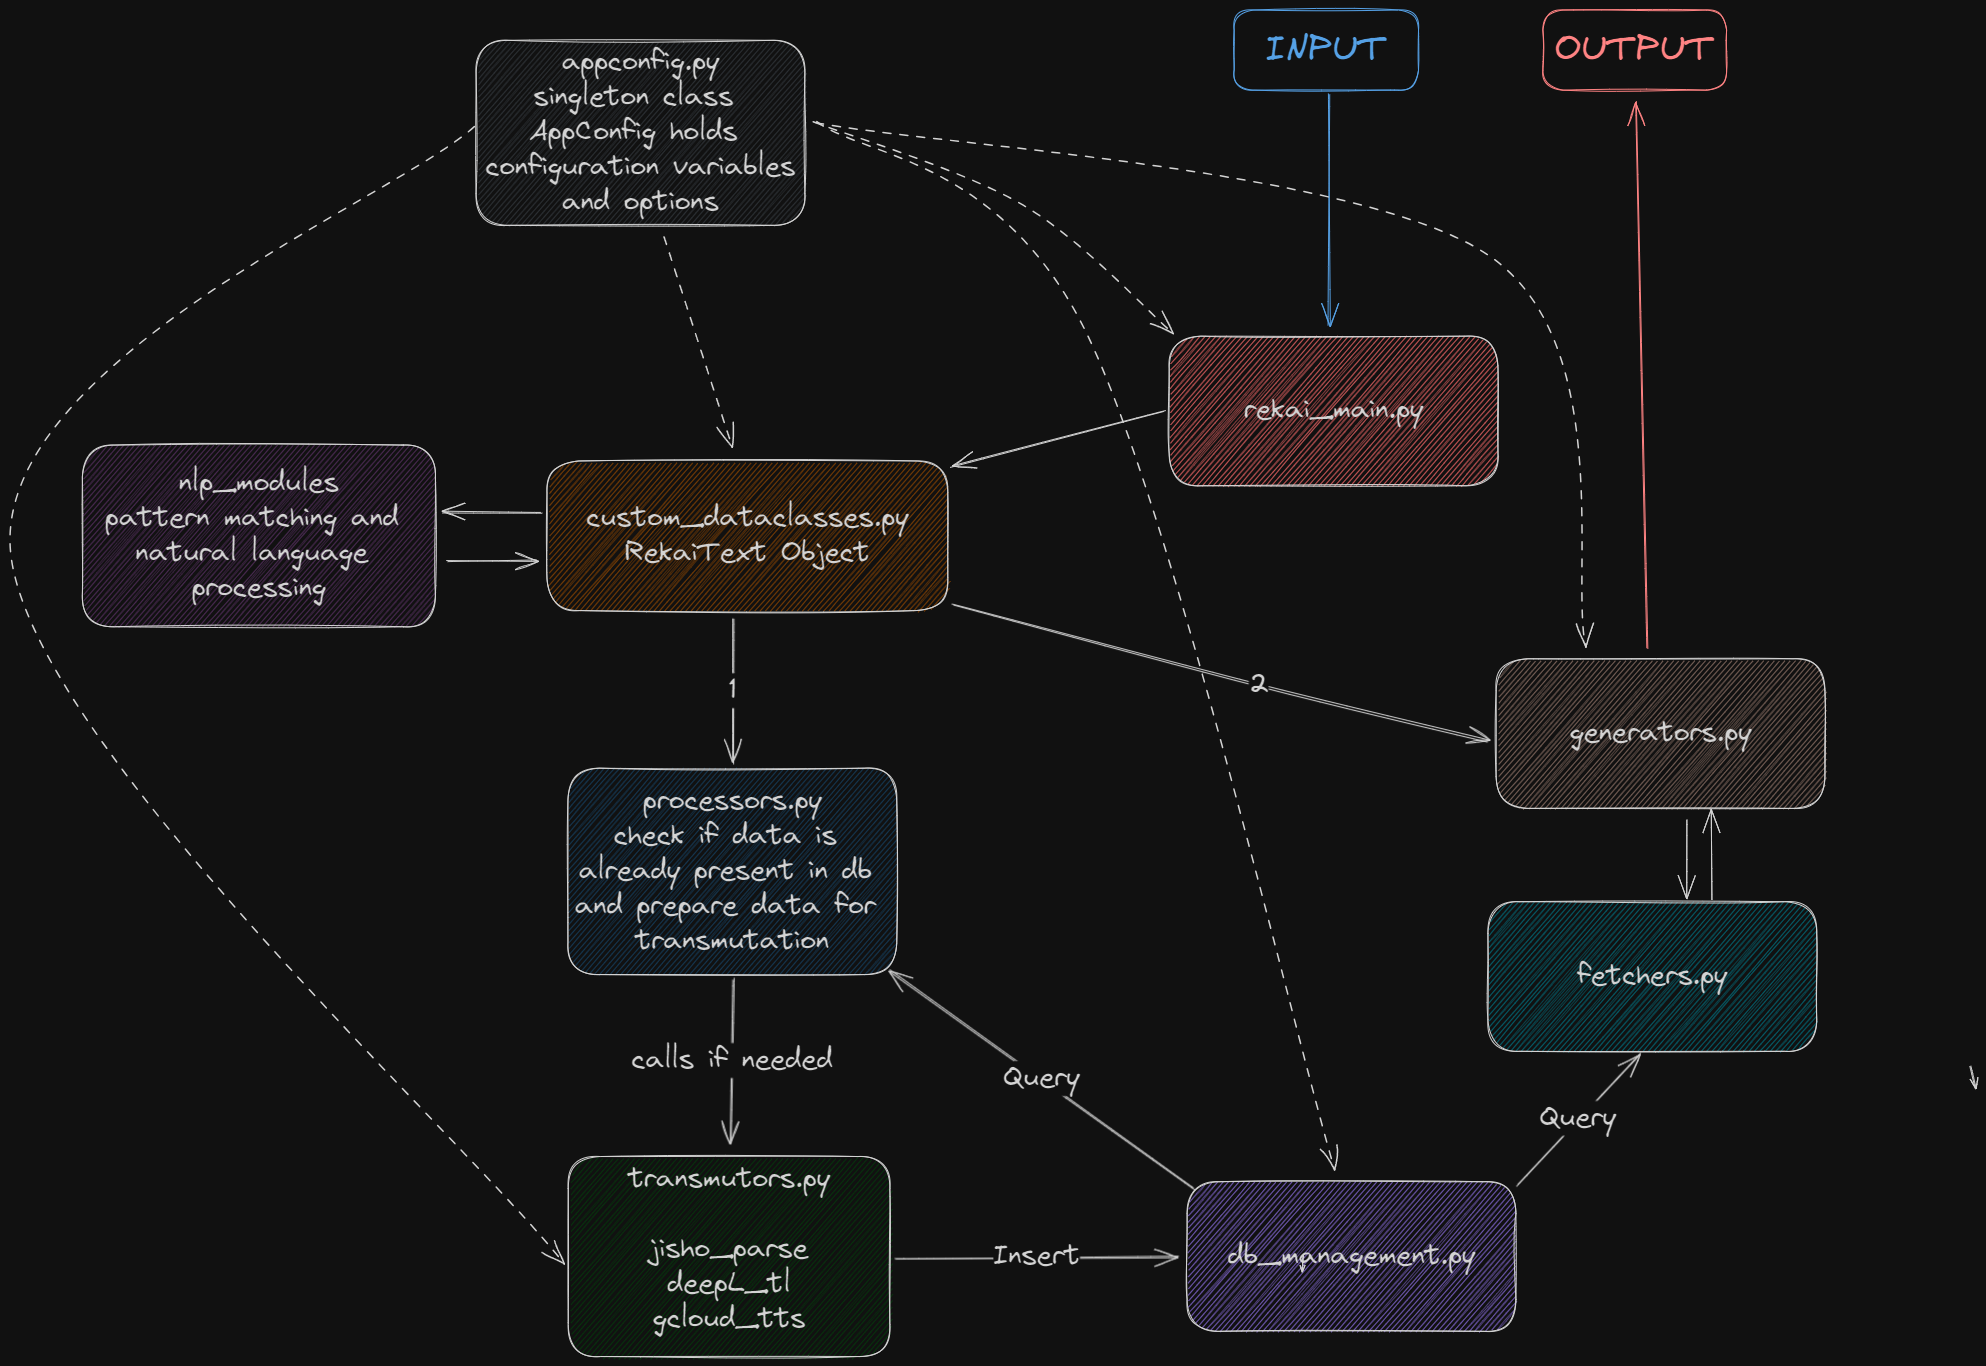 INPUT
OUTPUT
appconfig.py
singleton class
AppConfig holds
configuration variables
and options
rekai_main.py
nlp_modules
pattern matching and
natural language
processing
custom_dataclasses.py
RekaiText Object
1
2
generators.py
processors.py
check if data is
already present in db
and prepare data for
transmutation
fetchers.py
calls if needed
Query
Query
transmutors.py
jisho_parse
deepL_tl
gcloud_tts
Insert
db_management.py